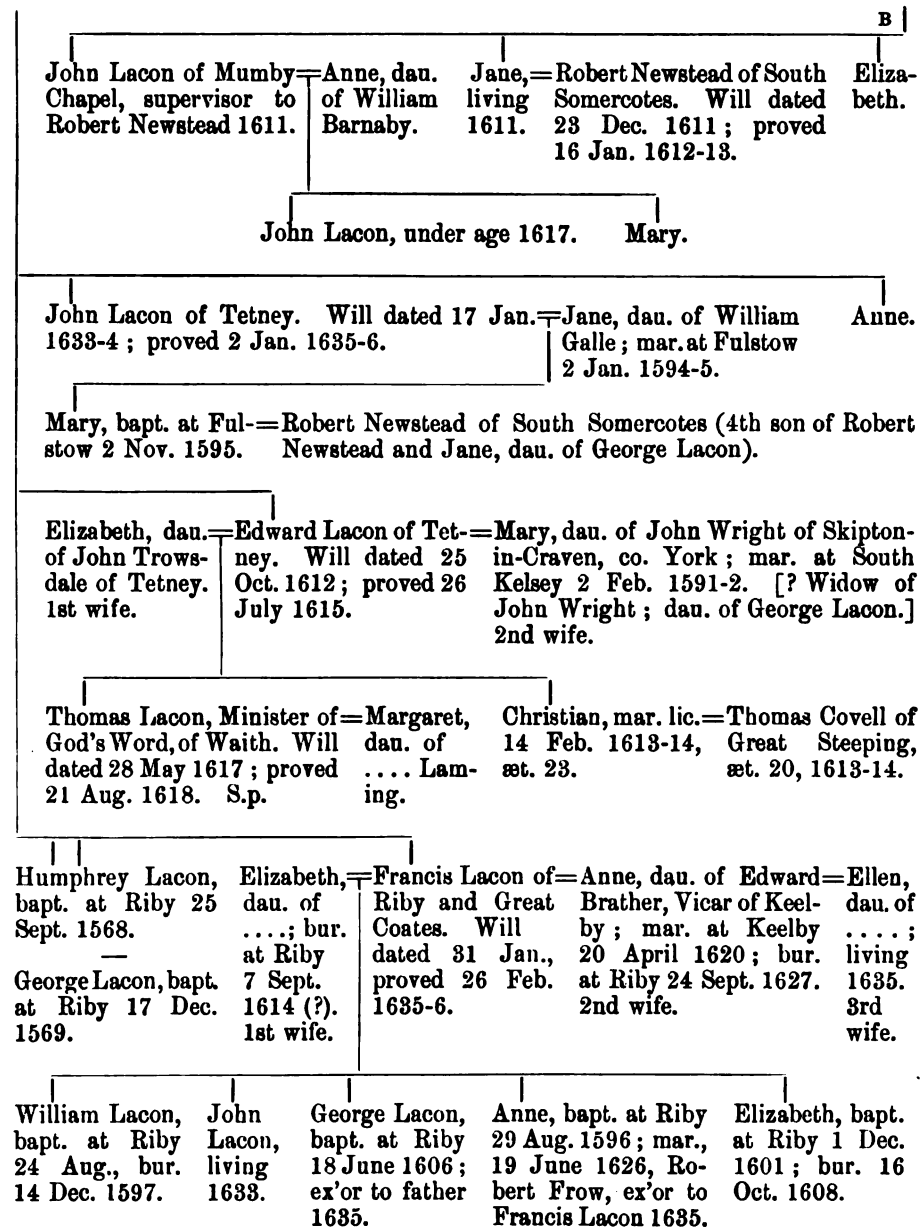 B
John Lacon of Mumby
Chapel, supervisor to
Robert Newstead 1611.
=Anne, dau.
of William
Barnaby.
Jane,
living
1611.
=Robert Newstead of South
Somercotes. Will dated
23 Dec. 1611; proved
16 Jan. 1612-13.
Eliza-
beth.
John Lacon, under age 1617.
Mary.
John Lacon of Tetney. Will dated 17 Jan.
1633-4; proved 2 Jan. 1635-6.
=Jane, dau. of William
Galle; mar. at Fulstow
2 Jan. 1594-5.
Anne.
Mary, bapt. at Ful-
stow 2 Nov. 1595.
=Robert Newstead of South Somercotes (4th son of Robert
Newstead and Jane, dau. of George Lacon).
Elizabeth, dau.
of John Trows-
dale of Tetney.
1st wife.
=Edward Lacon of Tet-
ney. Will dated 25
Oct. 1612; proved 26
July 1615.
=Mary, dau. of John Wright of Skipton-
in-Craven, co. York; mar. at South
Kelsey 2 Feb. 1591-2. [? Widow of
John Wright; dau. of George Lacon.]
2nd wife.
Thomas Lacon, Minister of
God's Word, of Waith. Will
dated 28 May 1617; proved
21 Aug. 1618. S.p.
=Margaret,
dau. of
.... Lam-
ing.
Christian, mar. lic.
14 Feb. 1613-14,
æt. 23.
=Thomas Covell of
Great Steeping,
æt. 20, 1613-14.
Humphrey Lacon,
bapt. at Riby 25
Sept. 1568.
—
George Lacon, bapt.
at Riby 17 Dec.
1569.
Elizabeth,
dau. of
....; bur.
at Riby
7 Sept.
1614 (?).
1st wife.
=Francis Lacon of
Riby and Great
Coates. Will
dated 31 Jan.,
proved 26 Feb.
1635-6.
=Anne, dau. of Edward
Brather, Vicar of Keel-
by; mar. at Keelby
20 April 1620; bur.
at Riby 24 Sept. 1627.
2nd wife.
=Ellen,
dau. of
....;
living
1635.
3rd
wife.
William Lacon,
bapt. at Riby
24 Aug., bur.
14 Dec. 1597.
John
Lacon,
living
1633.
George Lacon,
bapt. at Riby
18 June 1606;
ex'or to father
1635.
Anne, bapt. at Riby
29 Aug. 1596; mar.,
19 June 1626, Ro-
bert Frow, ex'or to
Francis Lacon 1635.
Elizabeth, bapt.
at Riby 1 Dec.
1601; bur. 16
Oct. 1608.